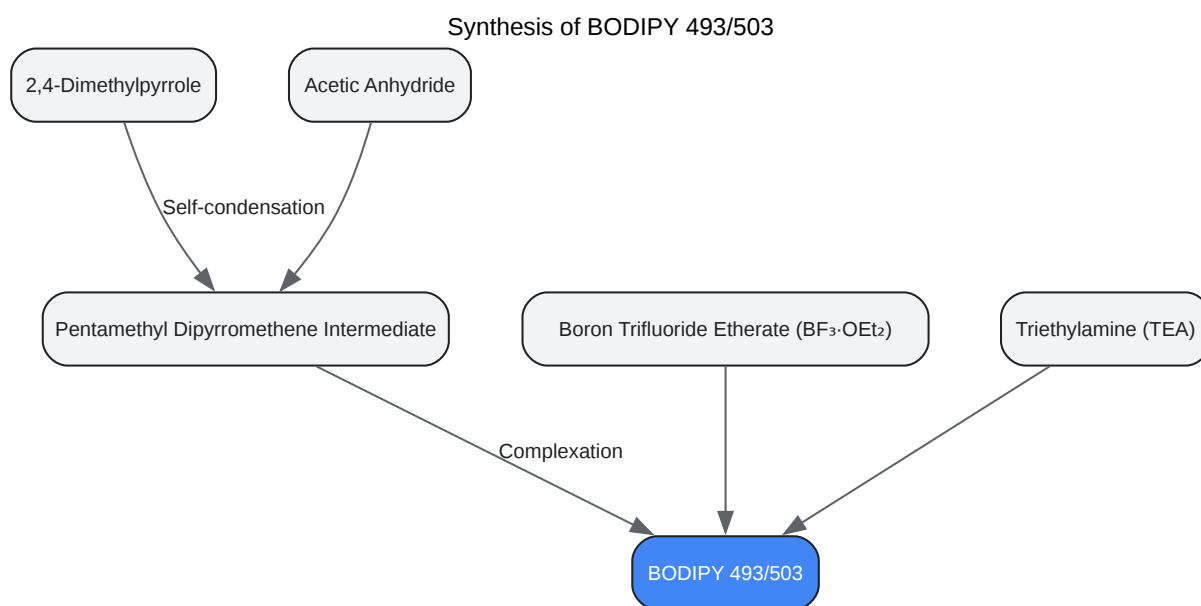 Synthesis of BODIPY 493/503
2,4-Dimethylpyrrole
Acetic Anhydride
Self-condensation
Pentamethyl Dipyrromethene Intermediate
Boron Trifluoride Etherate (BF₃·OEt₂)
Triethylamine (TEA)
Complexation
BODIPY 493/503